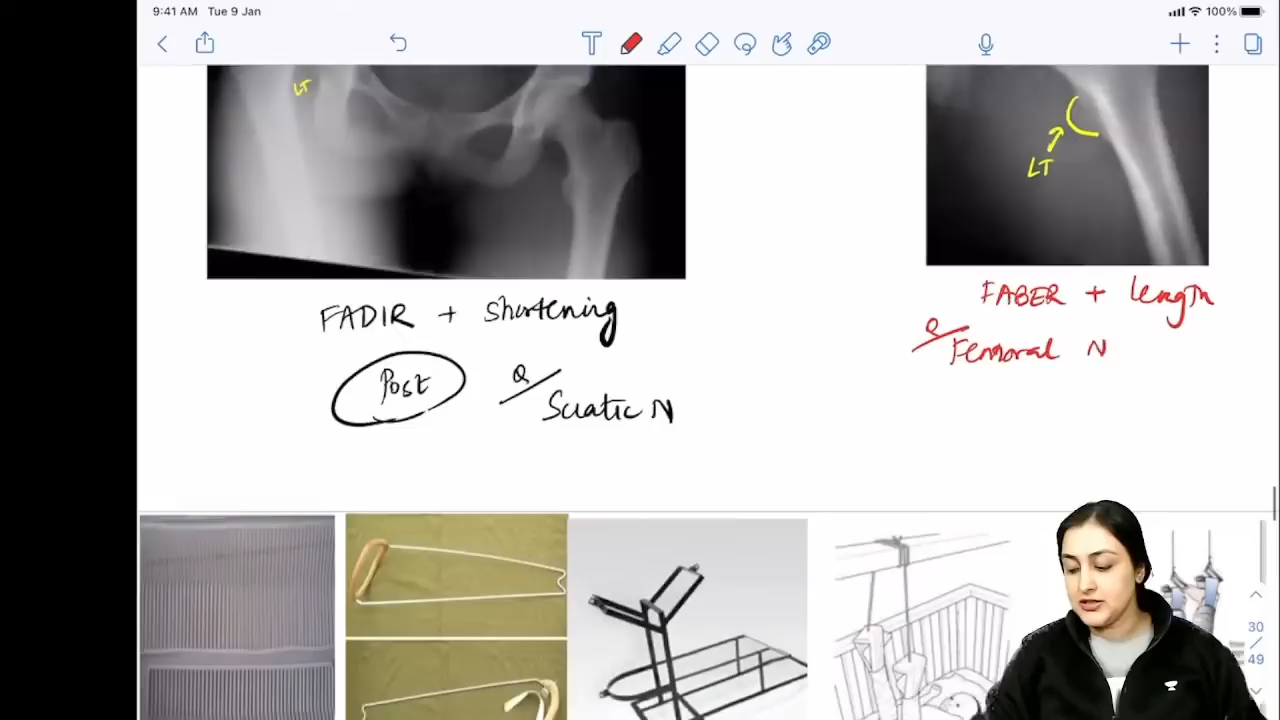 9:41 AM Tue 9 Jan
100%
T
LT
LT
FADIR + Shortening
Post
Q/ Sciatic N
FABER + length
Q/ Femoral N
30
/
49